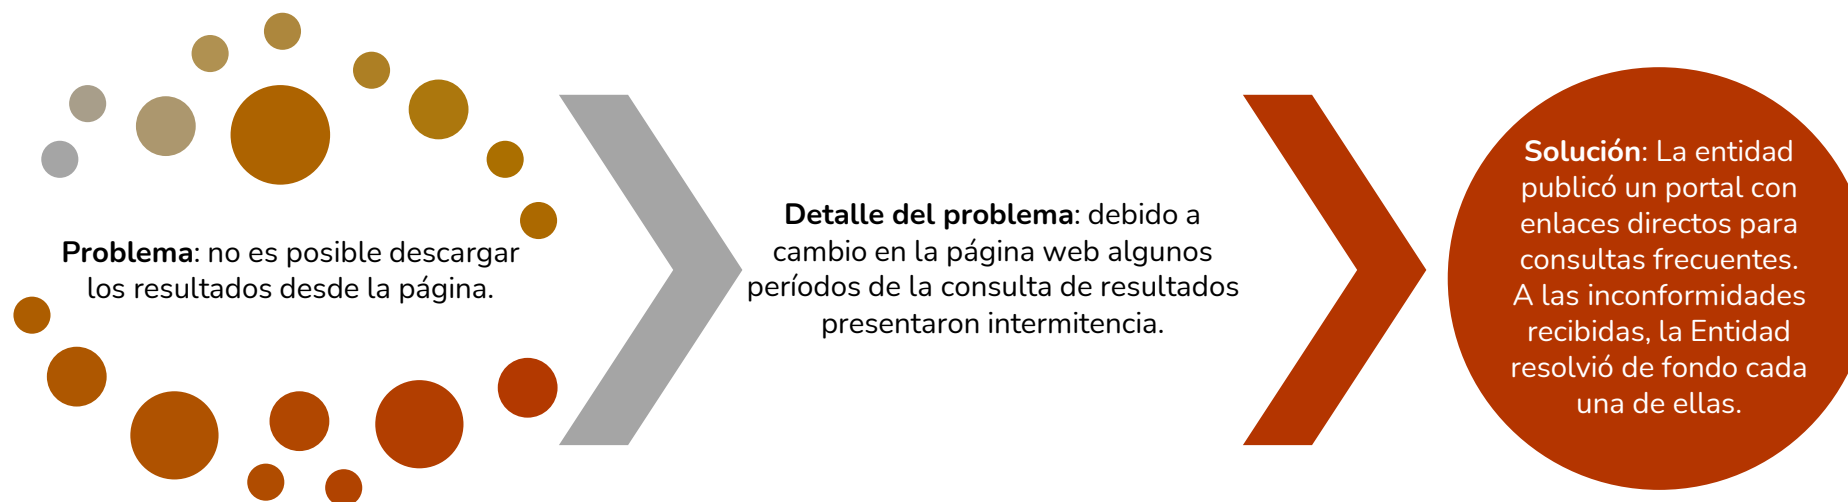 Problema: no es posible descargar
los resultados desde la página.
Detalle del problema: debido a
cambio en la página web algunos
períodos de la consulta de resultados
presentaron intermitencia.
Solución: La entidad
publicó un portal con
enlaces directos para
consultas frecuentes.
A las inconformidades
recibidas, la Entidad
resolvió de fondo cada
una de ellas.